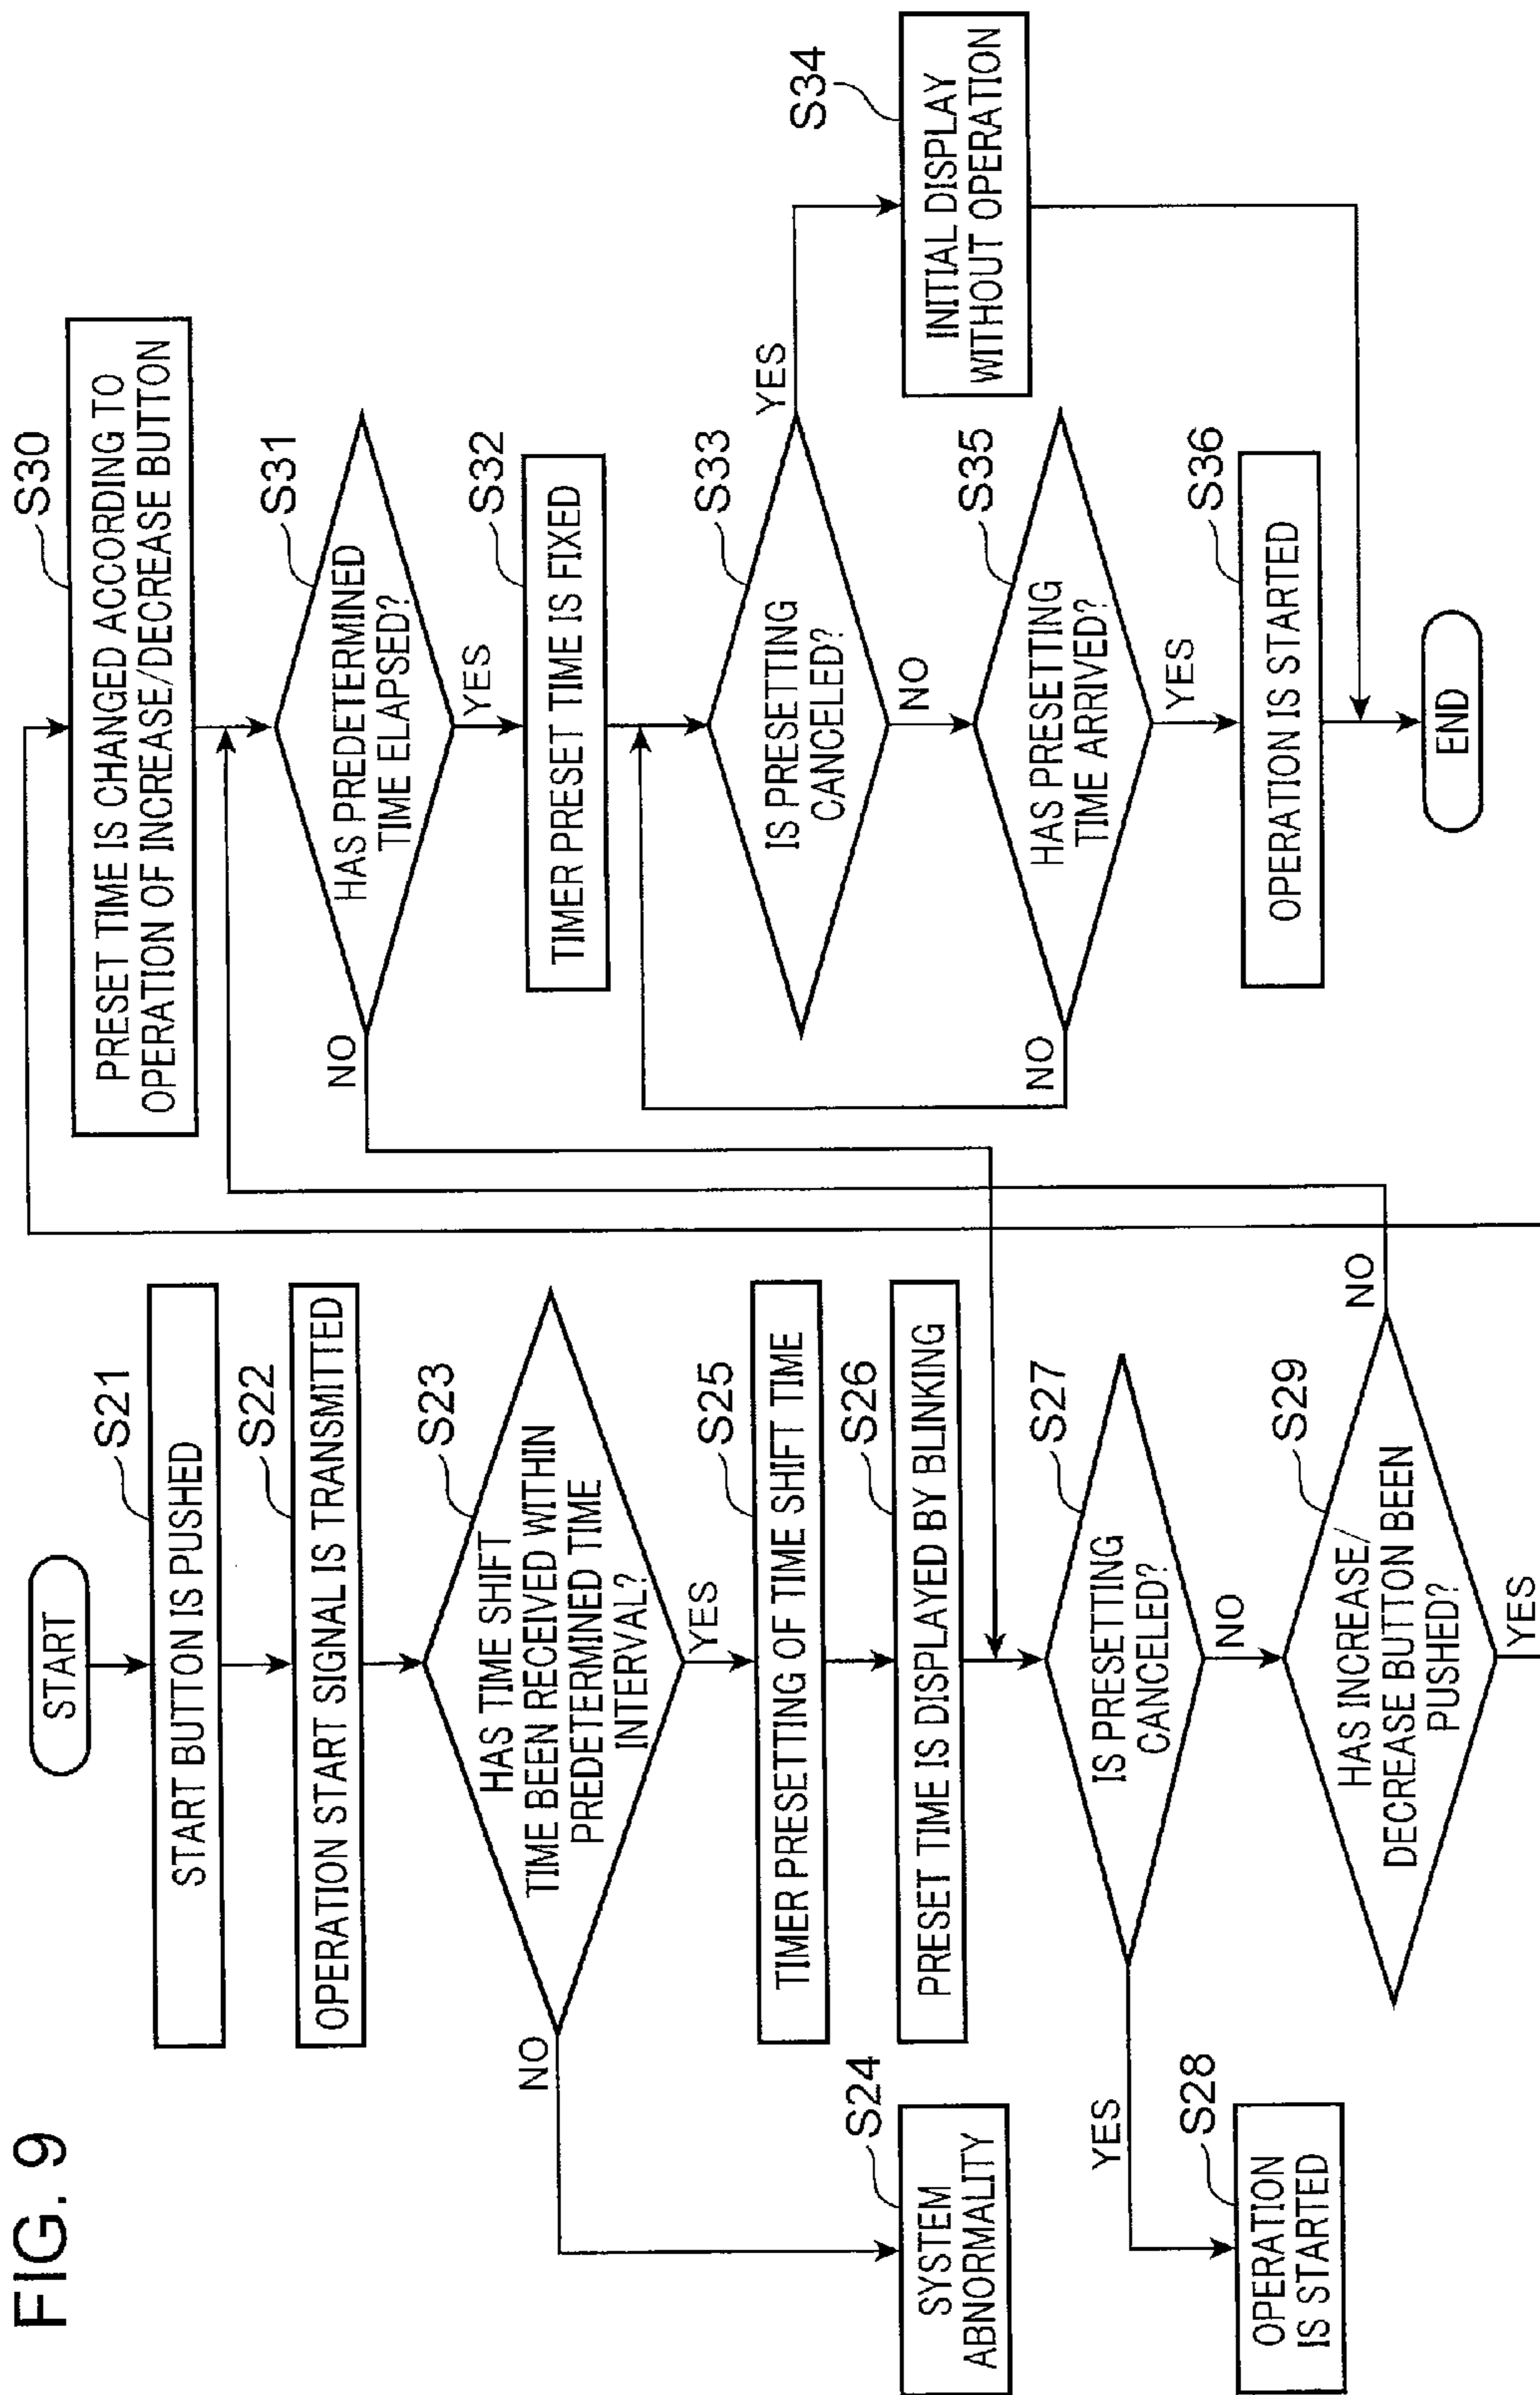 FIG. 9
START
S21
START BUTTON IS PUSHED
S22
OPERATION START SIGNAL IS TRANSMITTED
S23
HAS TIME SHIFT
TIME BEEN RECEIVED WITHIN
PREDETERMINED TIME
INTERVAL?
NO
YES
S24
SYSTEM
ABNORMALITY
S25
TIMER PRESETTING OF TIME SHIFT TIME
S26
PRESET TIME IS DISPLAYED BY BLINKING
S27
IS PRESETTING
CANCELED?
YES
NO
S28
OPERATION
IS STARTED
S29
HAS INCREASE/
DECREASE BUTTON BEEN
PUSHED?
NO
YES
S30
PRESET TIME IS CHANGED ACCORDING TO
OPERATION OF INCREASE/DECREASE BUTTON
S31
HAS PREDETERMINED
TIME ELAPSED?
NO
YES
S32
TIMER PRESET TIME IS FIXED
S33
IS PRESETTING
CANCELED?
YES
NO
S34
INITIAL DISPLAY
WITHOUT OPERATION
S35
HAS PRESETTING
TIME ARRIVED?
NO
YES
S36
OPERATION IS STARTED
END